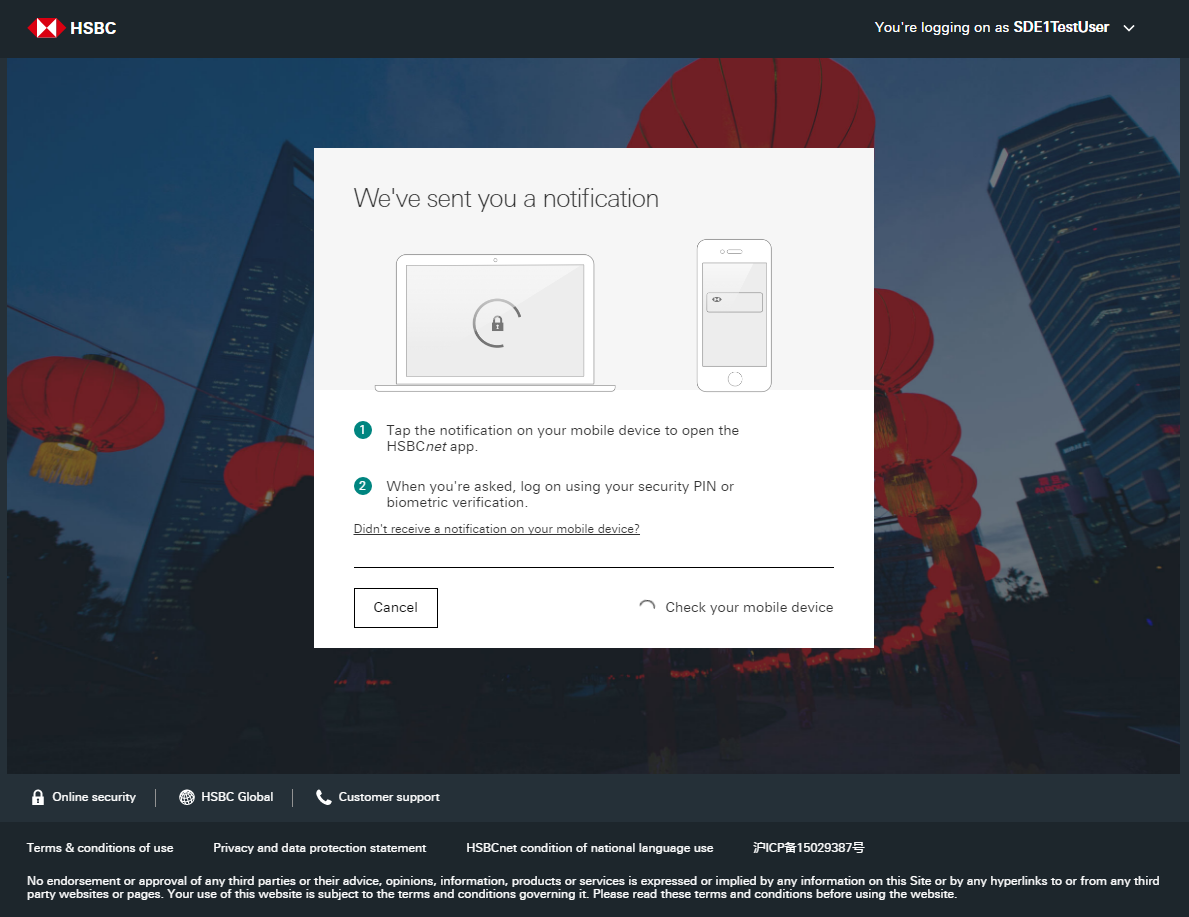 HSBC
You're logging on as SDE1TestUser
We've sent you a notification
1 Tap the notification on your mobile device to open the
HSBCnet app.
2 When you're asked, log on using your security PIN or
biometric verification.
Didn't receive a notification on your mobile device?
Cancel
Check your mobile device
Online security
HSBC Global
Customer support
Terms & conditions of use
Privacy and data protection statement
HSBCnet condition of national language use
沪ICP备15029387号
No endorsement or approval of any third parties or their advice, opinions, information, products or services is expressed or implied by any information on this Site or by any hyperlinks to or from any third
party websites or pages. Your use of this website is subject to the terms and conditions governing it. Please read these terms and conditions before using the website.